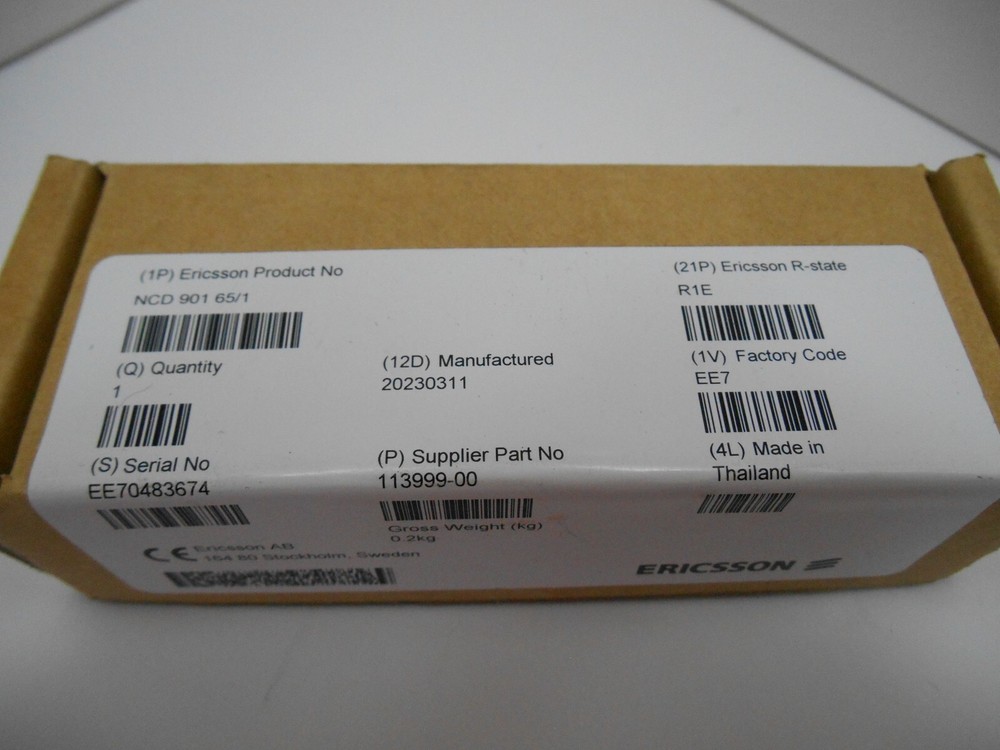 (1P) Ericsson Product No
NCD 901 65/1
(21P) Ericsson R-state
R1E
(Q) Quantity
1
(12D) Manufactured
20230311
(1V) Factory Code
EE7
(S) Serial No
EE70483674
(P) Supplier Part No
113999-00
(4L) Made in
Thailand
Gross Weight (kg)
0.2kg
CE Ericsson AB
164 80 Stockholm, Sweden
ERICSSON